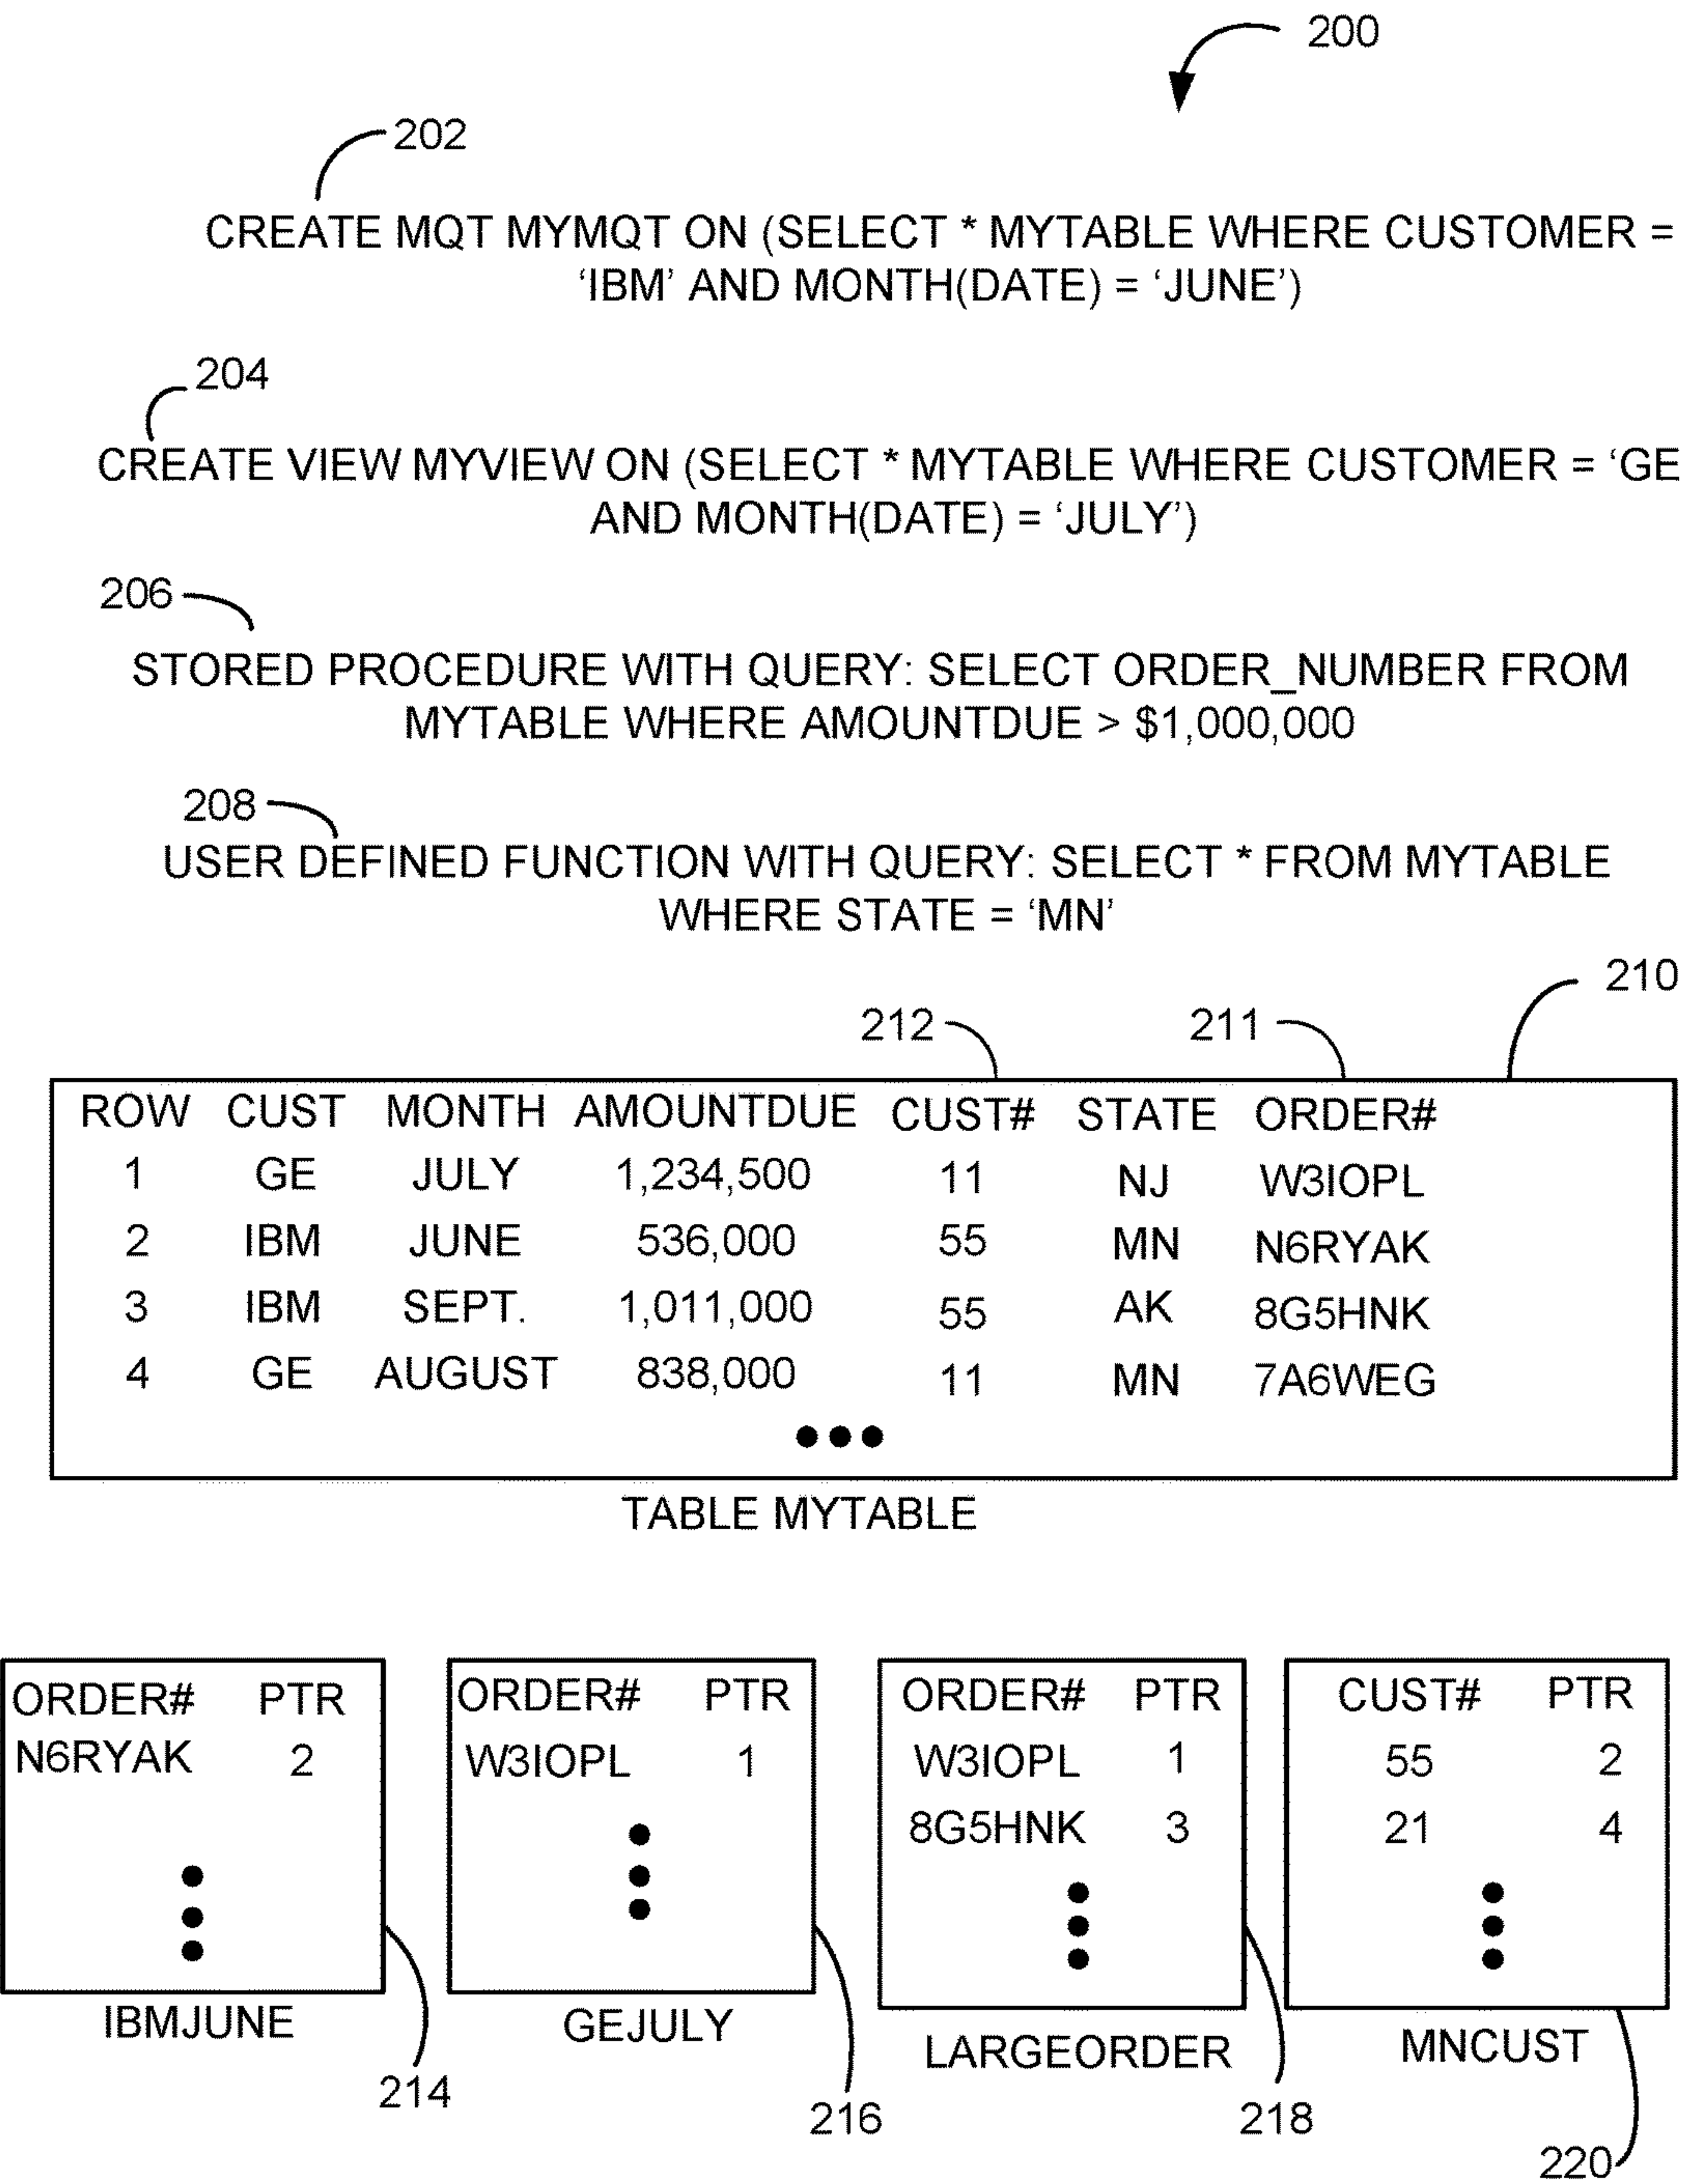 200
202
CREATE MQT MYMQT ON (SELECT * MYTABLE WHERE CUSTOMER =
‘IBM’ AND MONTH(DATE) = ‘JUNE’)
204
CREATE VIEW MYVIEW ON (SELECT * MYTABLE WHERE CUSTOMER = ‘GE
AND MONTH(DATE) = ‘JULY’)
206
STORED PROCEDURE WITH QUERY: SELECT ORDER_NUMBER FROM
MYTABLE WHERE AMOUNTDUE > $1,000,000
208
USER DEFINED FUNCTION WITH QUERY: SELECT * FROM MYTABLE
WHERE STATE = ‘MN’
210
212 211
ROW CUST MONTH AMOUNTDUE CUST# STATE ORDER#
1 GE JULY 1,234,500 11 NJ W3IOPL
2 IBM JUNE 536,000 55 MN N6RYAK
3 IBM SEPT. 1,011,000 55 AK 8G5HNK
4 GE AUGUST 838,000 11 MN 7A6WEG
TABLE MYTABLE
ORDER# PTR
N6RYAK 2
IBMJUNE
214
ORDER# PTR
W3IOPL 1
GEJULY
216
ORDER# PTR
W3IOPL 1
8G5HNK 3
LARGEORDER
218
CUST# PTR
55 2
21 4
MNCUST
220